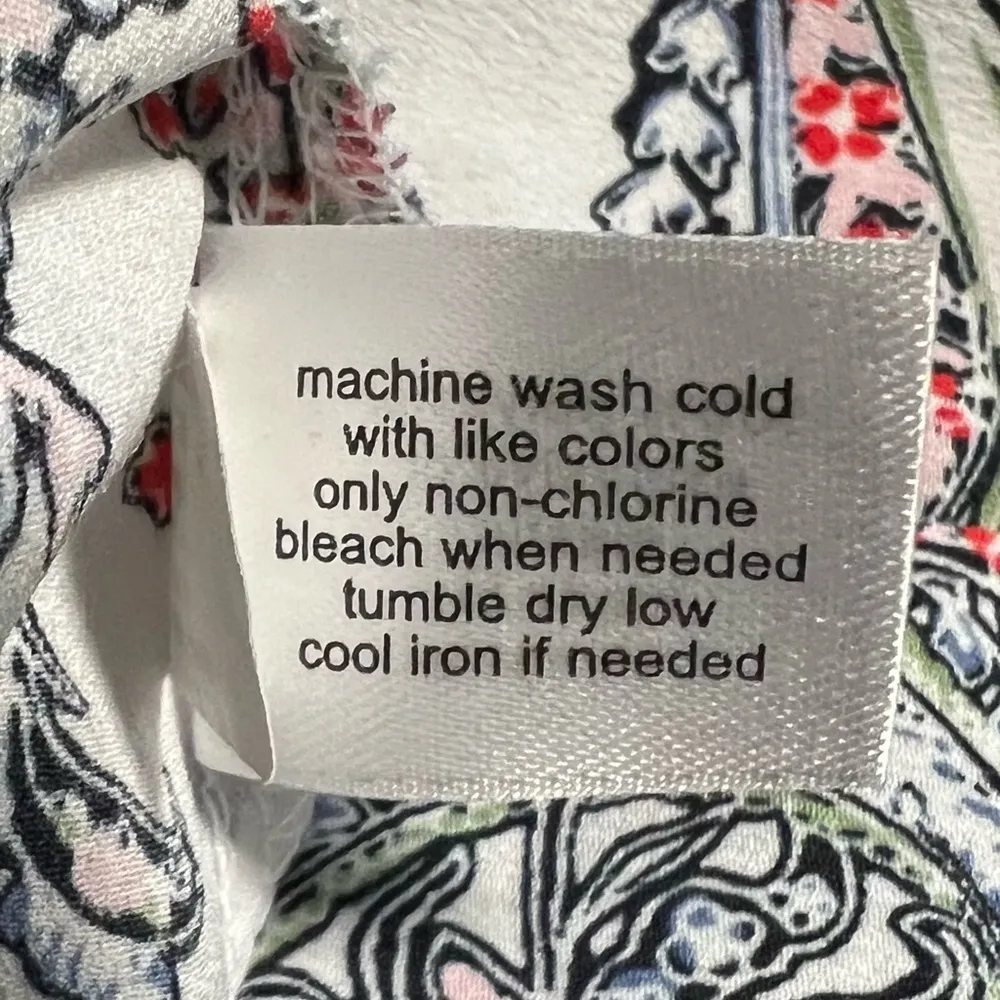 machine wash cold
with like colors
only non-chlorine
bleach when needed
tumble dry low
cool iron if needed